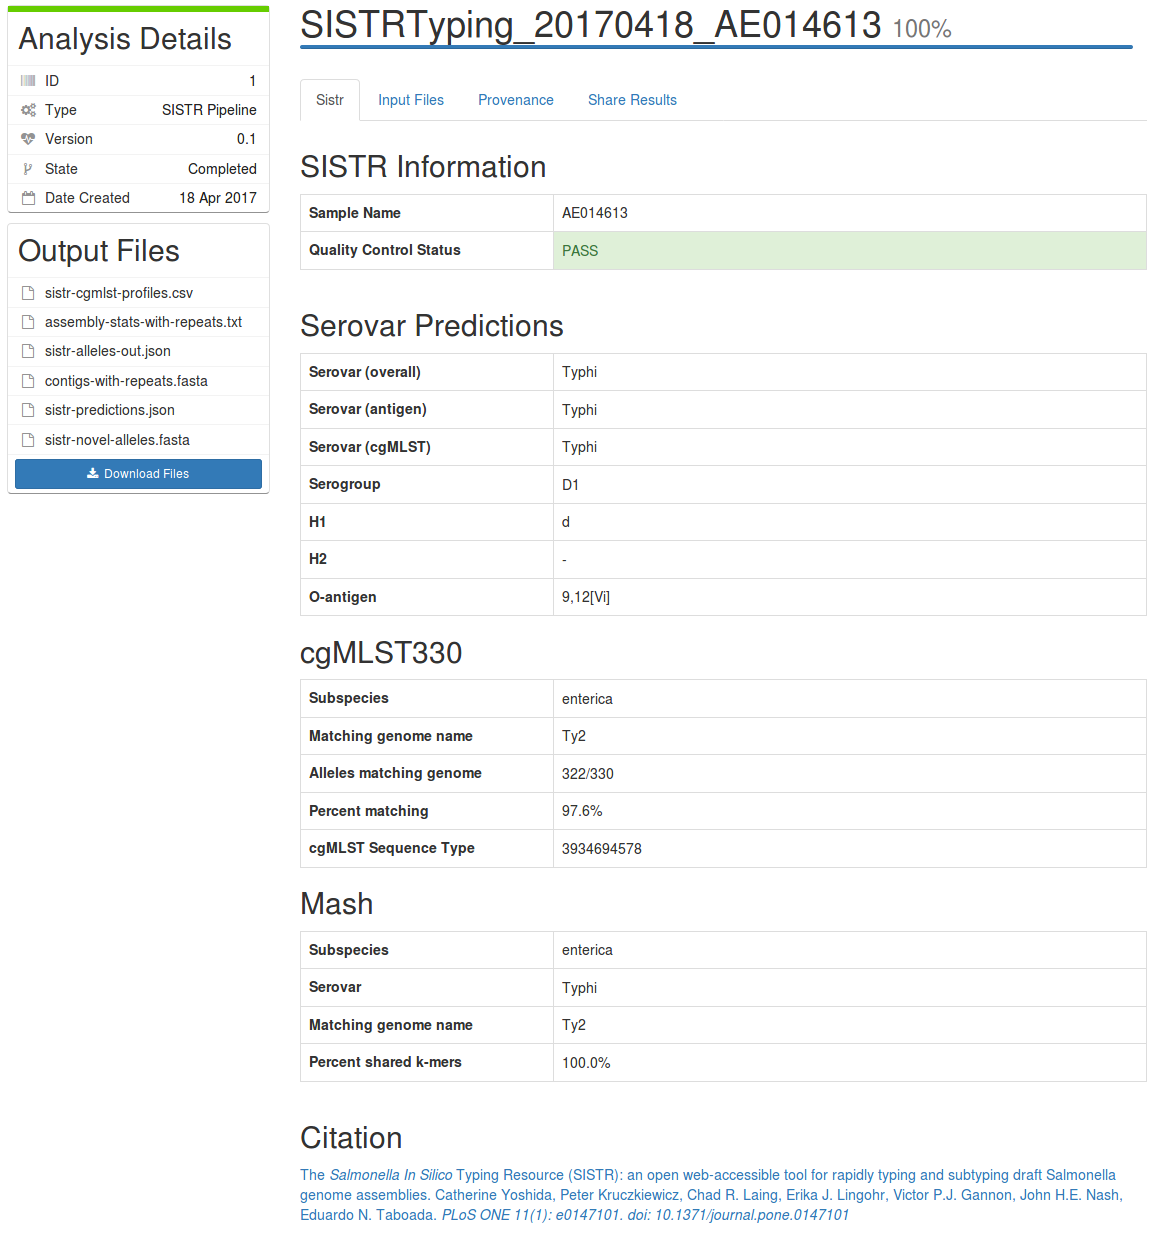 Analysis Details
ID 1
Type SISTR Pipeline
Version 0.1
State Completed
Date Created 18 Apr 2017
Output Files
sistr-cgmlst-profiles.csv
assembly-stats-with-repeats.txt
sistr-alleles-out.json
contigs-with-repeats.fasta
sistr-predictions.json
sistr-novel-alleles.fasta
Download Files
SISTRTyping_20170418_AE014613 100%
Sistr Input Files Provenance Share Results
SISTR Information
Sample Name AE014613
Quality Control Status PASS
Serovar Predictions
Serovar (overall) Typhi
Serovar (antigen) Typhi
Serovar (cgMLST) Typhi
Serogroup D1
H1 d
H2 -
O-antigen 9,12[Vi]
cgMLST330
Subspecies enterica
Matching genome name Ty2
Alleles matching genome 322/330
Percent matching 97.6%
cgMLST Sequence Type 3934694578
Mash
Subspecies enterica
Serovar Typhi
Matching genome name Ty2
Percent shared k-mers 100.0%
Citation
The Salmonella In Silico Typing Resource (SISTR): an open web-accessible tool for rapidly typing and subtyping draft Salmonella
genome assemblies. Catherine Yoshida, Peter Kruczkiewicz, Chad R. Laing, Erika J. Lingohr, Victor P.J. Gannon, John H.E. Nash,
Eduardo N. Taboada. PLoS ONE 11(1): e0147101. doi: 10.1371/journal.pone.0147101